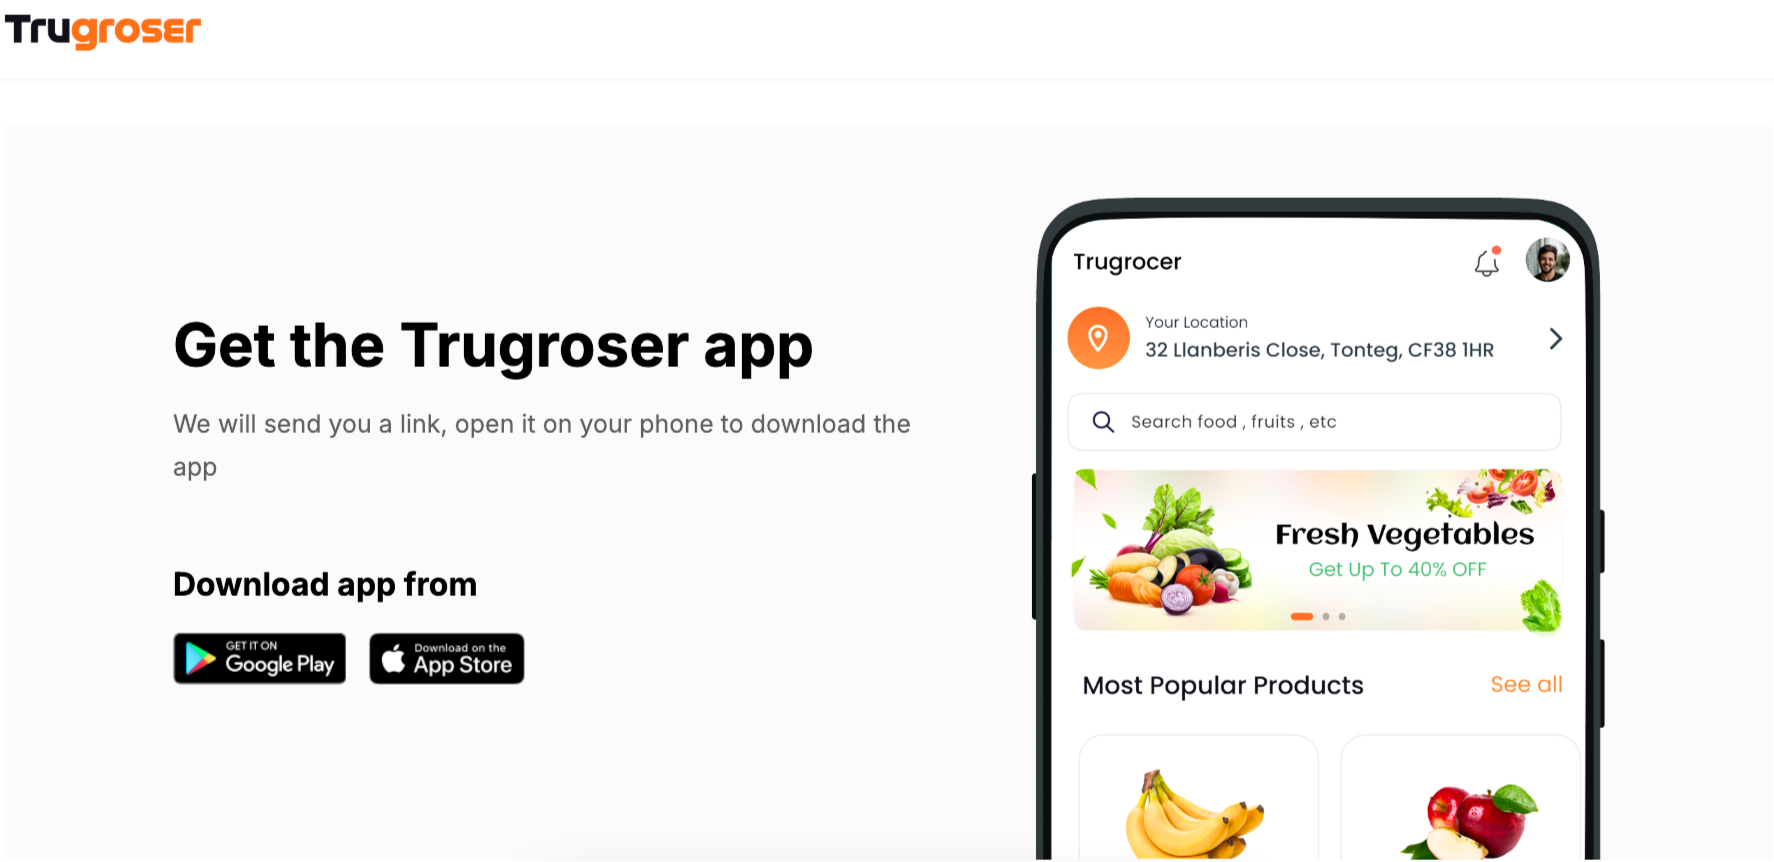 Trugroser
Get the Trugroser app
We will send you a link, open it on your phone to download the
app
Download app from
GET IT ON
Google Play
Download on the
App Store
Trugrocer
Your Location
32 Llanberis Close, Tonteg, CF38 1HR
Search food , fruits , etc
Fresh Vegetables
Get Up To 40% OFF
Most Popular Products
See all